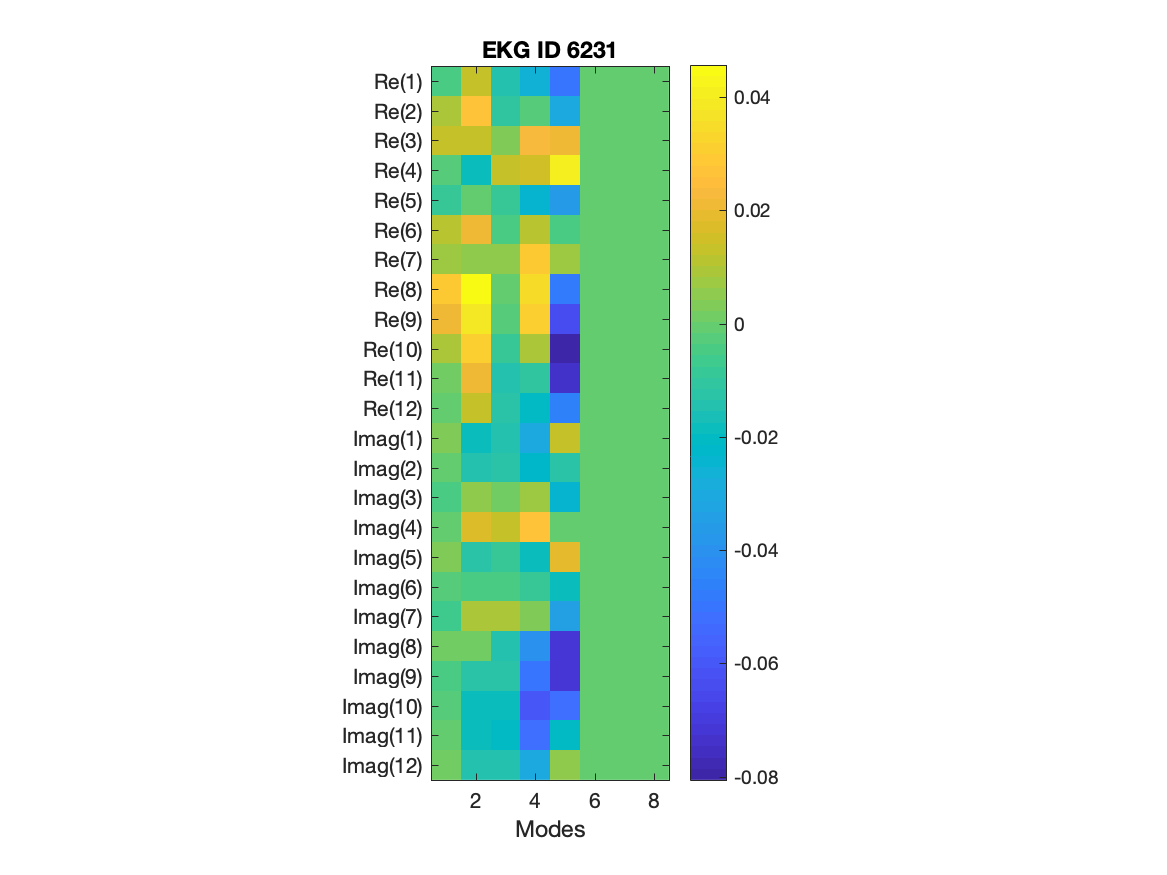 EKG ID 6231
Re(1)
Re(2)
Re(3)
Re(4)
Re(5)
Re(6)
Re(7)
Re(8)
Re(9)
Re(10)
Re(11)
Re(12)
Imag(1)
Imag(2)
Imag(3)
Imag(4)
Imag(5)
Imag(6)
Imag(7)
Imag(8)
Imag(9)
Imag(10)
Imag(11)
Imag(12)
2 4 6 8
Modes
0.04
0.02
0
-0.02
-0.04
-0.06
-0.08